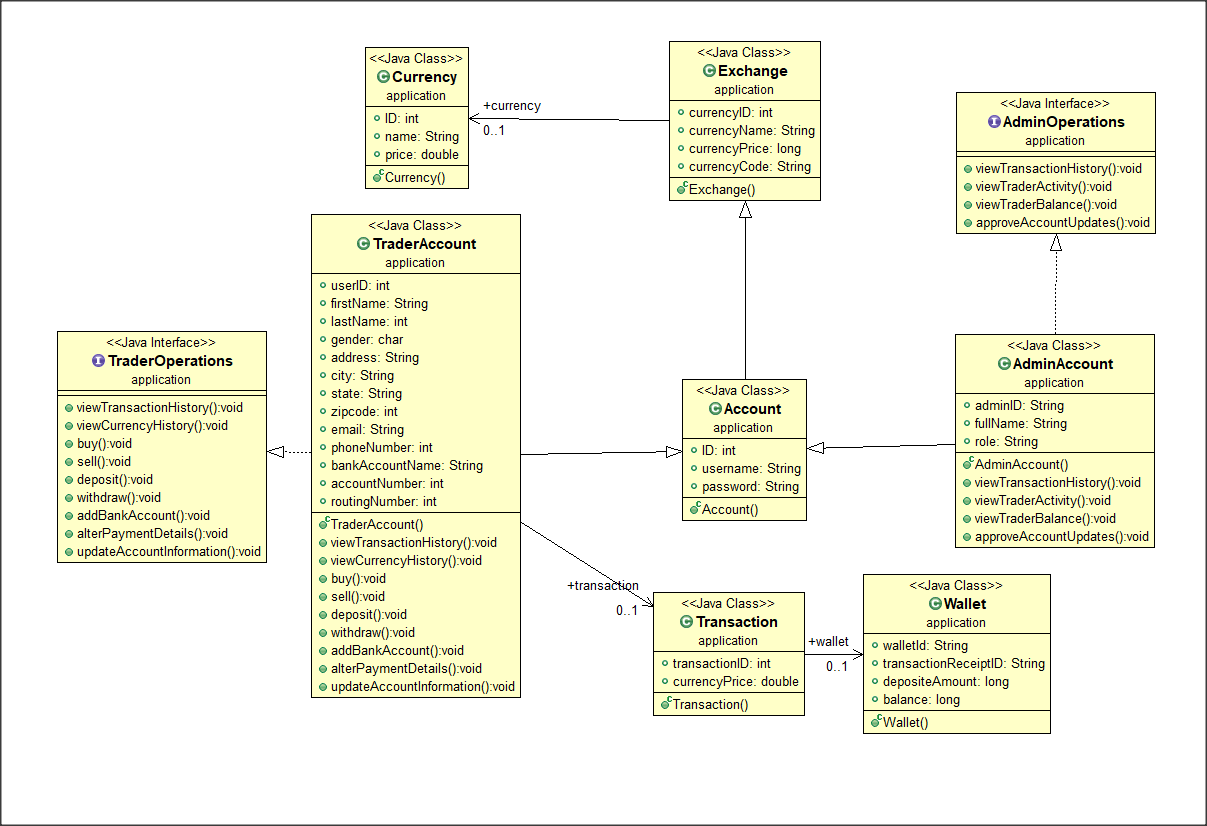 <<Java Class>>
Currency
application
ID: int
name: String
price: double
Currency()
+currency
0..1
<<Java Class>>
Exchange
application
currencyID: int
currencyName: String
currencyPrice: long
currencyCode: String
Exchange()
<<Java Interface>>
AdminOperations
application
viewTransactionHistory():void
viewTraderActivity():void
viewTraderBalance():void
approveAccountUpdates():void
<<Java Interface>>
TraderOperations
application
viewTransactionHistory():void
viewCurrencyHistory():void
buy():void
sell():void
deposit():void
withdraw():void
addBankAccount():void
alterPaymentDetails():void
updateAccountInformation():void
<<Java Class>>
TraderAccount
application
userID: int
firstName: String
lastName: int
gender: char
address: String
city: String
state: String
zipcode: int
email: String
phoneNumber: int
bankAccountName: String
accountNumber: int
routingNumber: int
TraderAccount()
viewTransactionHistory():void
viewCurrencyHistory():void
buy():void
sell():void
deposit():void
withdraw():void
addBankAccount():void
alterPaymentDetails():void
updateAccountInformation():void
<<Java Class>>
Account
application
ID: int
username: String
password: String
Account()
<<Java Class>>
AdminAccount
application
adminID: String
fullName: String
role: String
AdminAccount()
viewTransactionHistory():void
viewTraderActivity():void
viewTraderBalance():void
approveAccountUpdates():void
+transaction
0..1
<<Java Class>>
Transaction
application
transactionID: int
currencyPrice: double
Transaction()
+wallet
0..1
<<Java Class>>
Wallet
application
walletId: String
transactionReceiptID: String
depositeAmount: long
balance: long
Wallet()